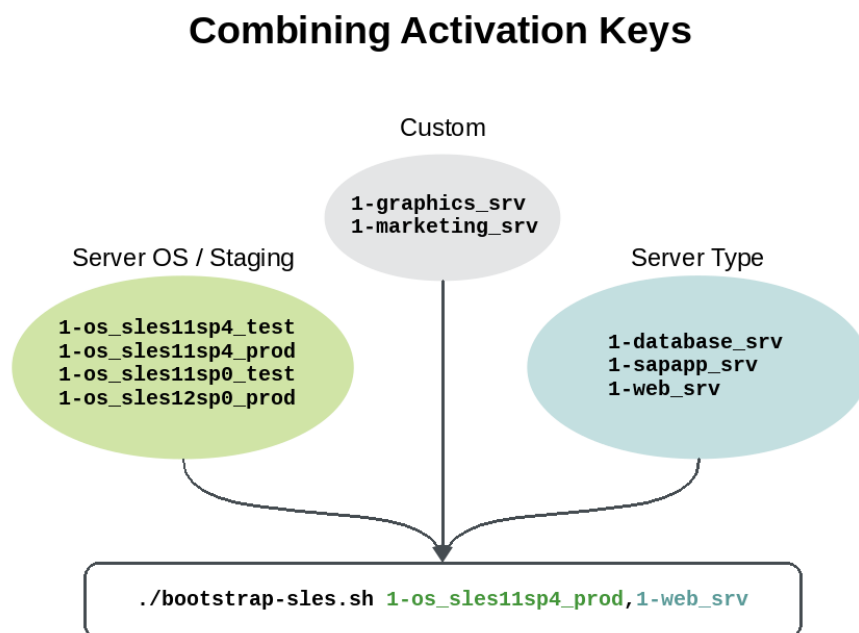 Combining Activation Keys
Custom
1-graphics_srv
1-marketing_srv
Server OS / Staging
1-os_sles11sp4_test
1-os_sles11sp4_prod
1-os_sles11sp0_test
1-os_sles12sp0_prod
Server Type
1-database_srv
1-sapapp_srv
1-web_srv
./bootstrap-sles.sh 1-os_sles11sp4_prod,1-web_srv